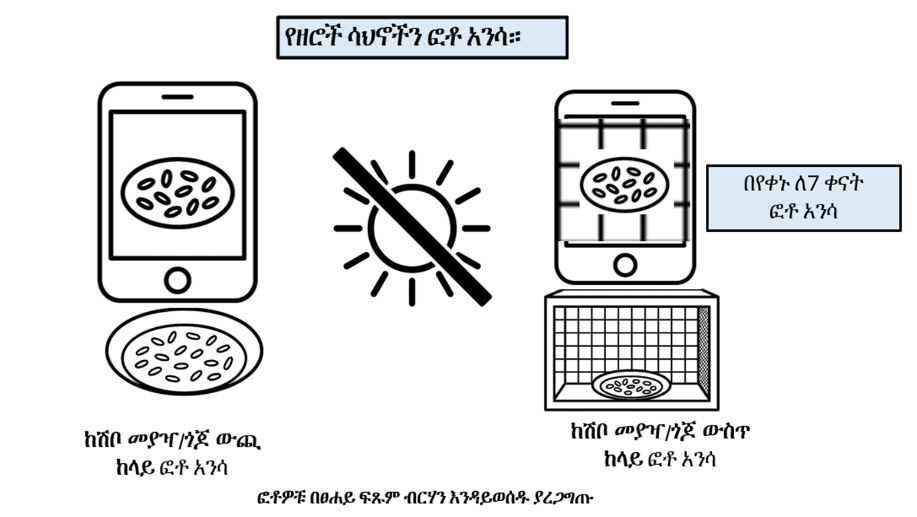 የዘሮች ሳህኖችን ፎቶ አንሳ።
በየቀኑ ለ7 ቀናት
ፎቶ አንሳ
ከሽቦ መያዣ/ጎጆ ውጪ
ከላይ ፎቶ አንሳ
ከሽቦ መያዣ/ጎጆ ውስጥ
ከላይ ፎቶ አንሳ
ፎቶዎቹ በፀሐይ ፍጹም ብርሃን እንዳይወሰዱ ያረጋግጡ